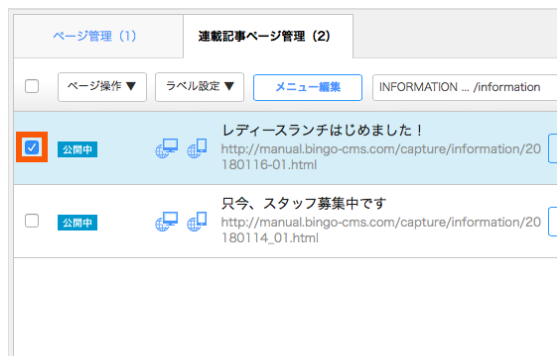 ページ管理（1）
連載記事ページ管理（2）
ページ操作 ▼
ラベル設定 ▼
メニュー編集
INFORMATION ... /information
公開中
レディースランチはじめました！
http://manual.bingo-cms.com/capture/information/20
180116-01.html
公開中
只今、スタッフ募集中です
http://manual.bingo-cms.com/capture/information/20
180114_01.html